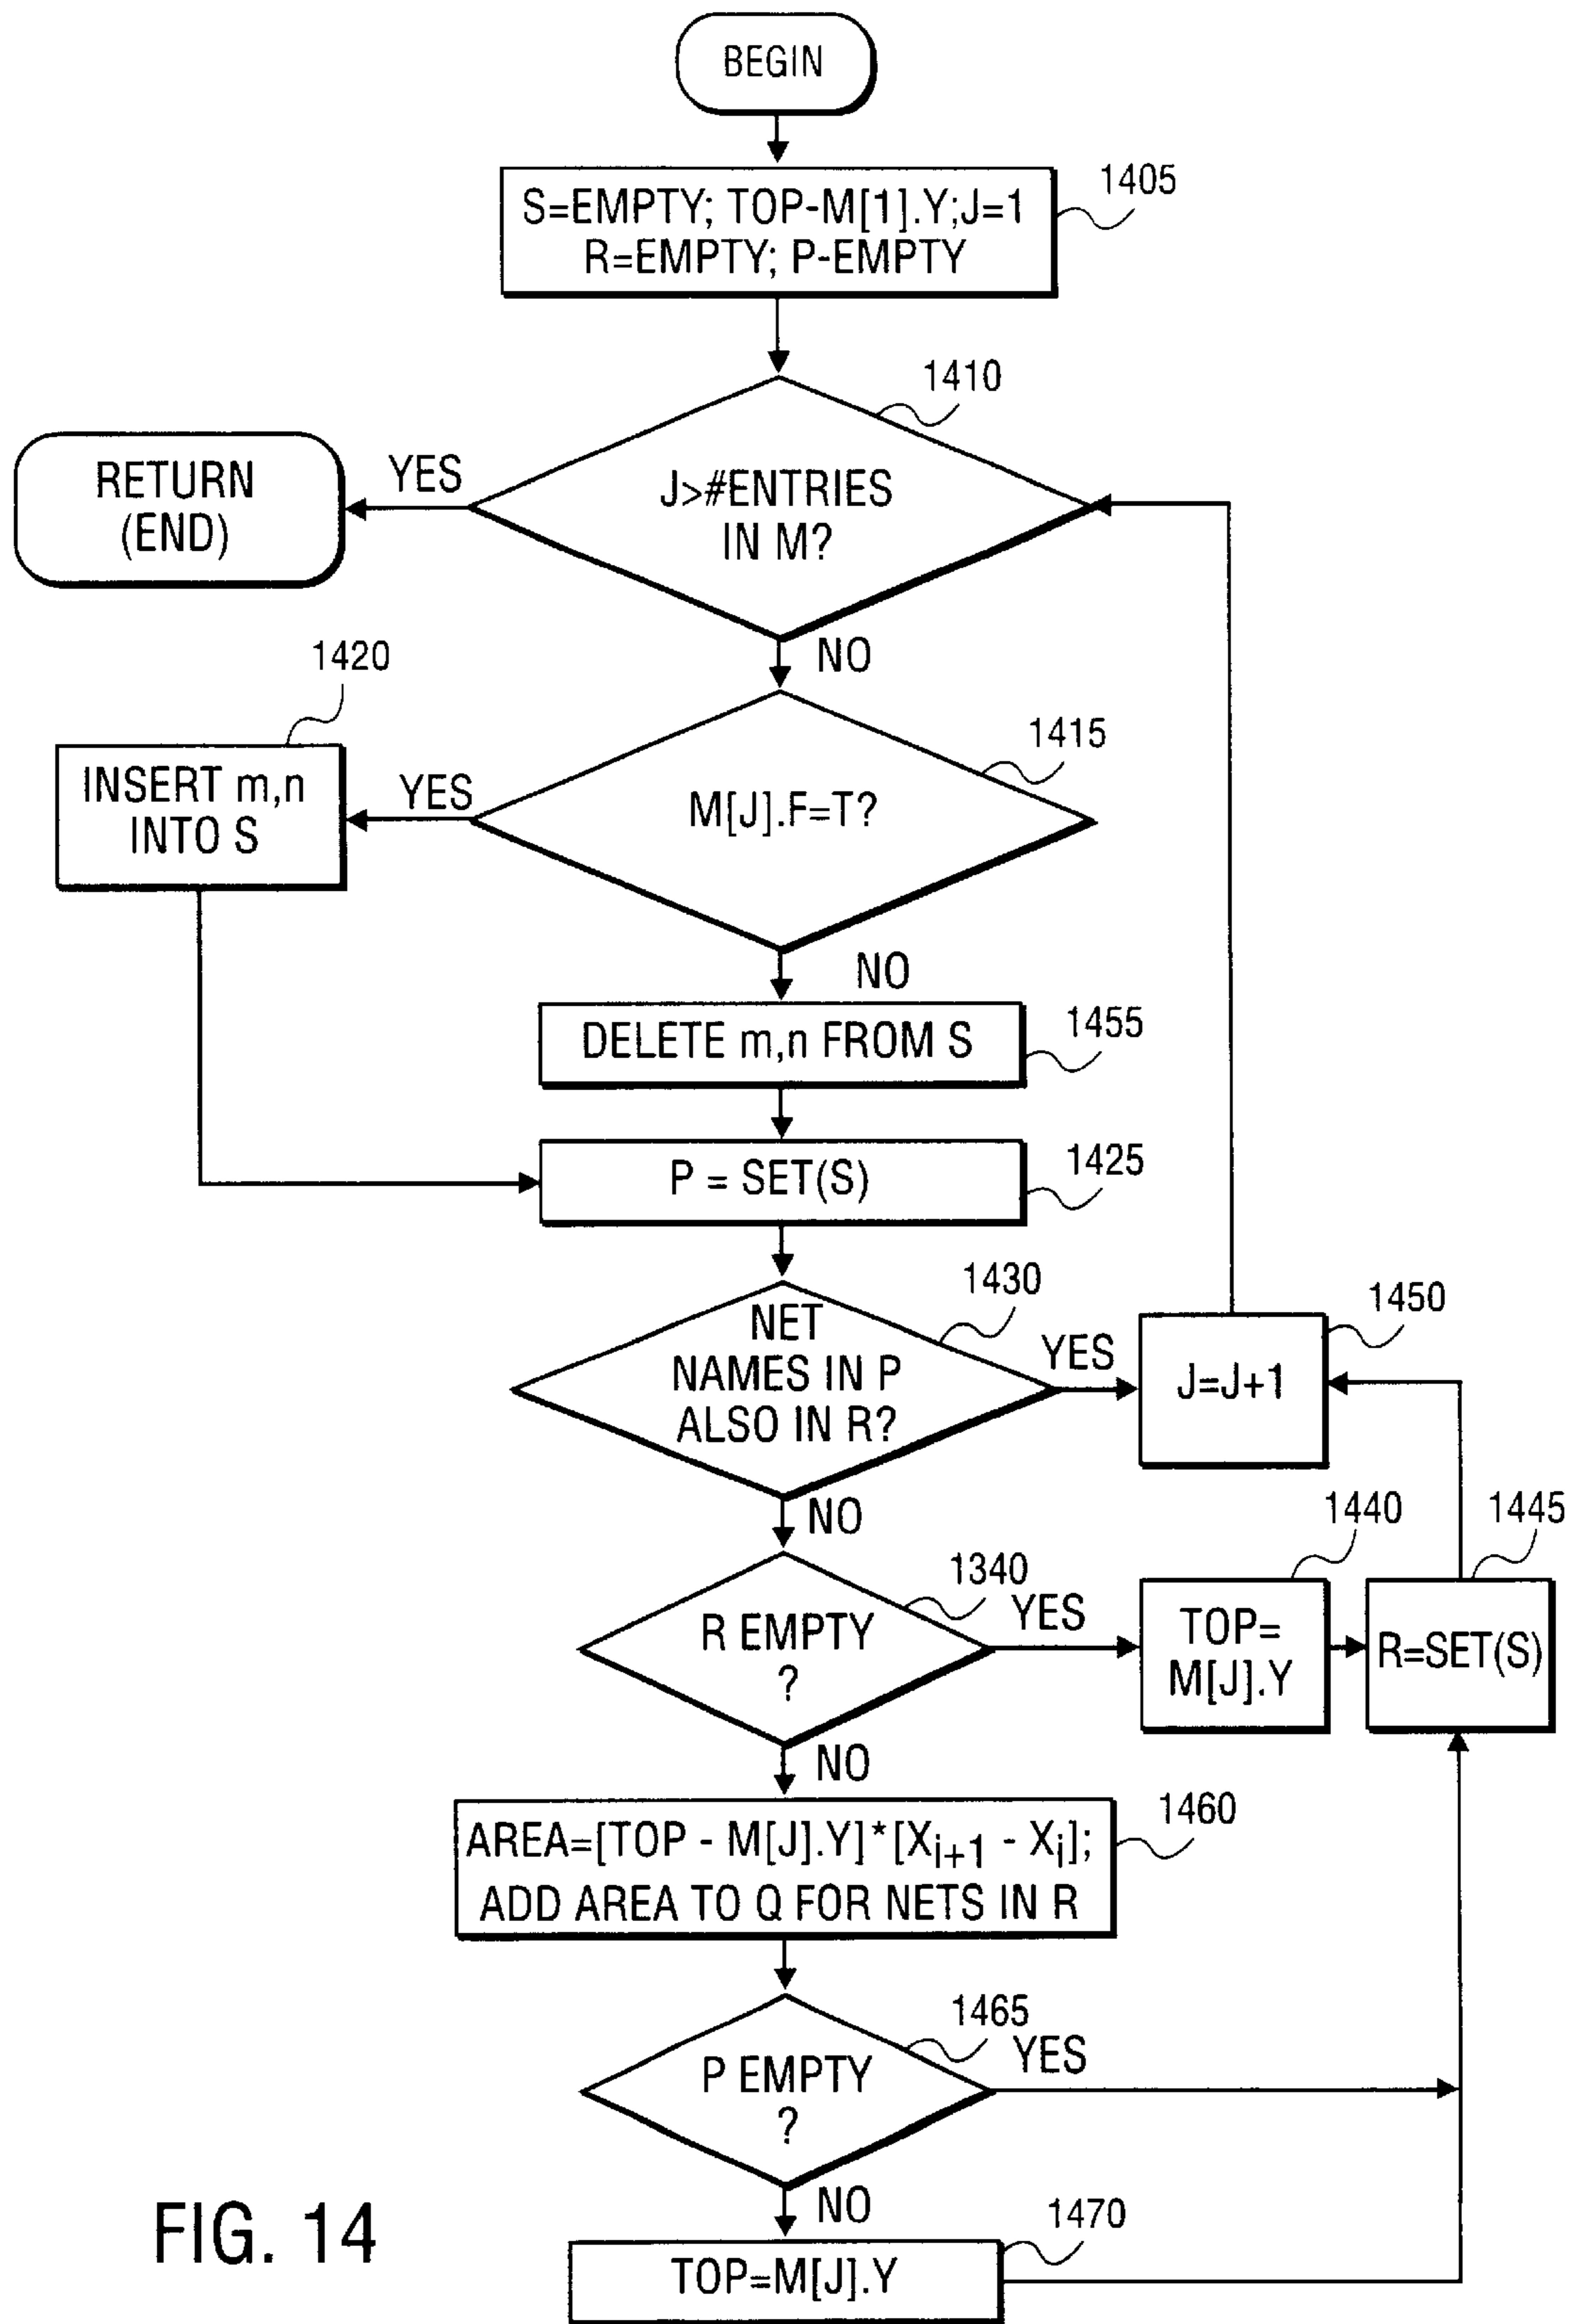 BEGIN
S=EMPTY; TOP-M[1].Y;J=1
R=EMPTY; P-EMPTY
1405
1410
J>#ENTRIES
IN M?
YES
RETURN
(END)
NO
1415
M[J].F=T?
YES
1420
INSERT m,n
INTO S
NO
DELETE m,n FROM S
1455
P = SET(S)
1425
1430
NET
NAMES IN P
ALSO IN R?
YES
1450
J=J+1
NO
1340
R EMPTY
?
YES
1440
TOP=
M[J].Y
1445
R=SET(S)
NO
1460
AREA=[TOP - M[J].Y]*[Xi+1 - Xi];
ADD AREA TO Q FOR NETS IN R
1465
P EMPTY
?
YES
NO
1470
TOP=M[J].Y
FIG. 14